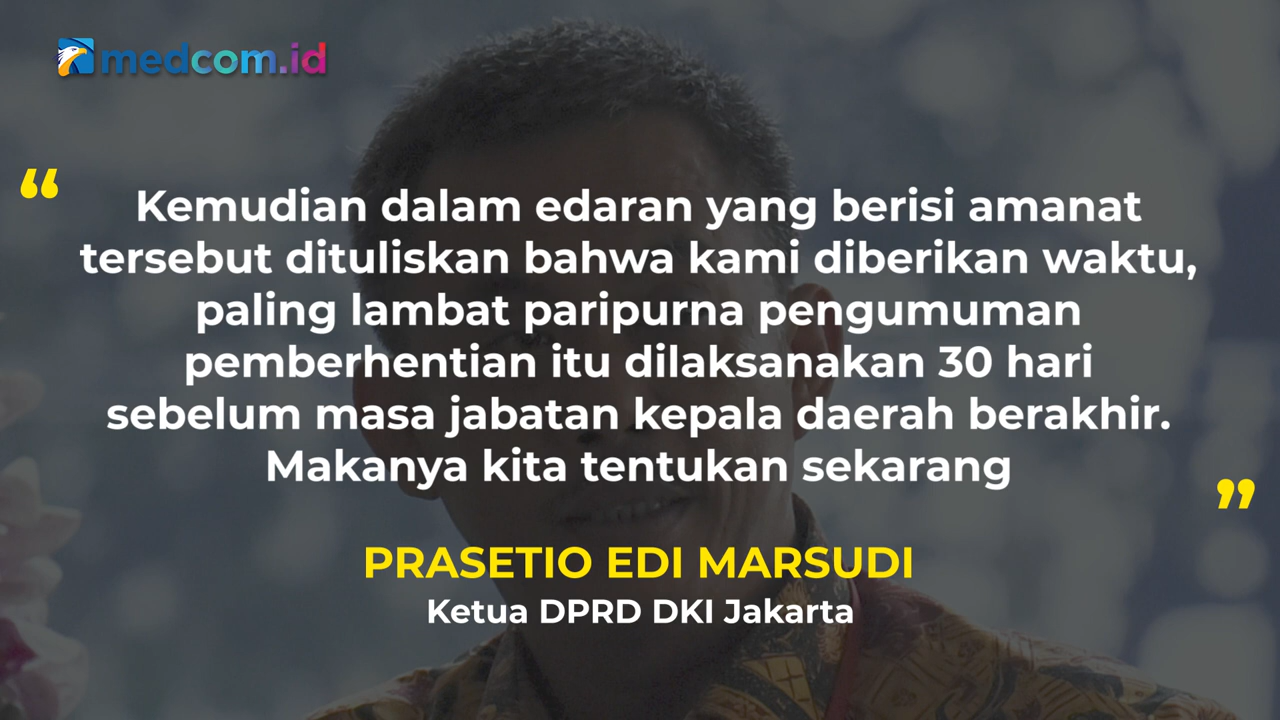 medcom.id
“
Kemudian dalam edaran yang berisi amanat
tersebut dituliskan bahwa kami diberikan waktu,
paling lambat paripurna pengumuman
pemberhentian itu dilaksanakan 30 hari
sebelum masa jabatan kepala daerah berakhir.
Makanya kita tentukan sekarang
”
PRASETIO EDI MARSUDI
Ketua DPRD DKI Jakarta